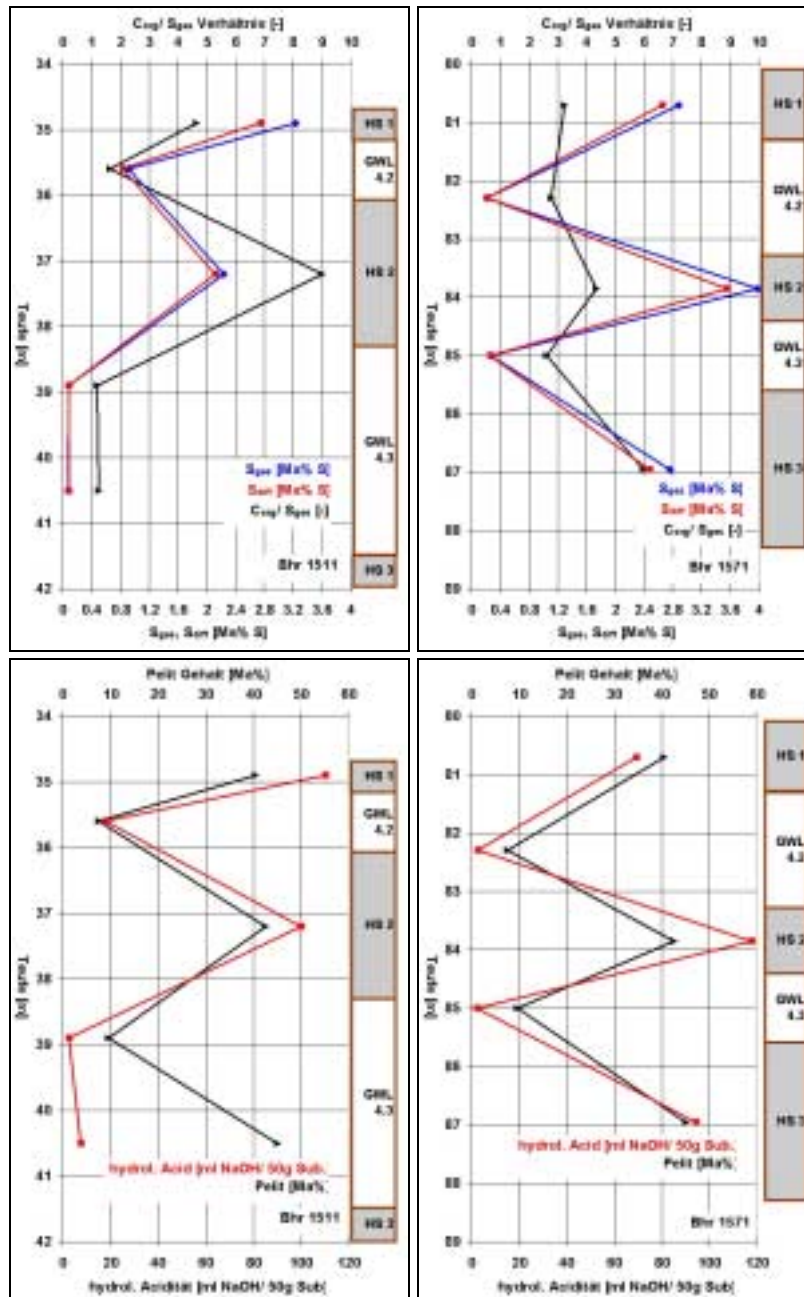 Corg/ Sges Verhältnis [-]
0 1 2 3 4 5 6 7 8 9 10
34
35
36
37
38
39
40
41
42
Teufe [m]
HS 1
GWL 4.2
HS 2
GWL 4.3
HS 3
Sges [Ma% S]
[Ma% S]
Corg/ Sges [-]
Bhr 1511
0 0.4 0.8 1.2 1.6 2 2.4 2.8 3.2 3.6 4
[Ma% S]
Corg/ Sges Verhältnis [-]
0 1 2 3 4 5 6 7 8 9 10
80
81
82
83
84
85
86
87
88
89
Teufe [m]
HS 1
GWL 4.2
HS 2
GWL 4.3
HS 3
Sges [Ma% S]
[Ma% S]
Corg/ Sges [-]
Bhr 1571
0 0.4 0.8 1.2 1.6 2 2.4 2.8 3.2 3.6 4
[Ma% S]
Pelit Gehalt [Ma%]
0 10 20 30 40 50 60
34
35
36
37
38
39
40
41
42
Teufe [m]
HS 1
GWL 4.2
HS 2
GWL 4.3
HS 3
hydrol. Acid [ml NaOH/ 50g Sub.]
Pelit [Ma%]
Bhr 1511
0 20 40 60 80 100 120
hydrol. Acidität [ml NaOH/ 50g Sub]
Pelit Gehalt [Ma%]
0 10 20 30 40 50 60
80
81
82
83
84
85
86
87
88
89
Teufe [m]
HS 1
GWL 4.2
HS 2
GWL 4.3
HS 3
hydrol. Acid [ml NaOH/ 50g Sub.]
Pelit [Ma%]
Bhr 1571
0 20 40 60 80 100 120
hydrol. Acidität [ml NaOH/ 50g Sub]